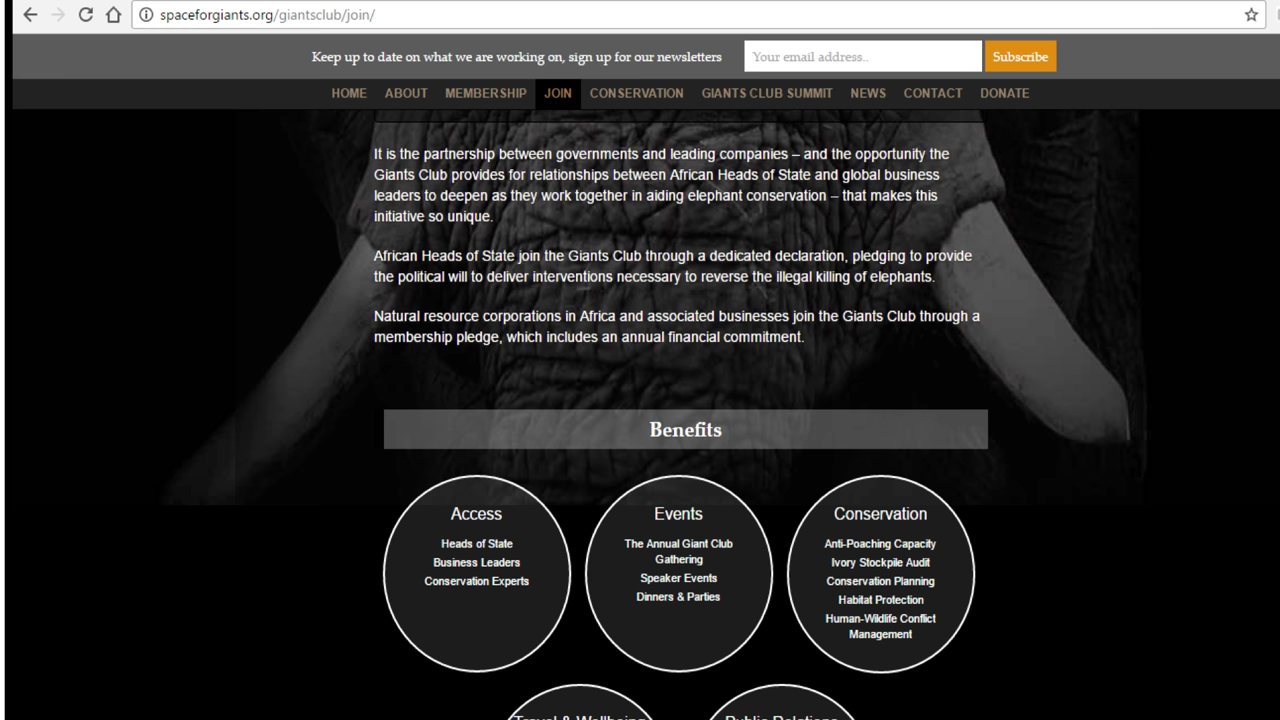 spaceforgiants.org/giantsclub/join/
Keep up to date on what we are working on, sign up for our newsletters
Your email address..
Subscribe
HOME ABOUT MEMBERSHIP JOIN CONSERVATION GIANTS CLUB SUMMIT NEWS CONTACT DONATE
It is the partnership between governments and leading companies – and the opportunity the
Giants Club provides for relationships between African Heads of State and global business
leaders to deepen as they work together in aiding elephant conservation – that makes this
initiative so unique.
African Heads of State join the Giants Club through a dedicated declaration, pledging to provide
the political will to deliver interventions necessary to reverse the illegal killing of elephants.
Natural resource corporations in Africa and associated businesses join the Giants Club through a
membership pledge, which includes an annual financial commitment.
Benefits
Access
Heads of State
Business Leaders
Conservation Experts
Events
The Annual Giant Club
Gathering
Speaker Events
Dinners & Parties
Conservation
Anti-Poaching Capacity
Ivory Stockpile Audit
Conservation Planning
Habitat Protection
Human-Wildlife Conflict
Management
Travel & Wellbeing
Public Relations